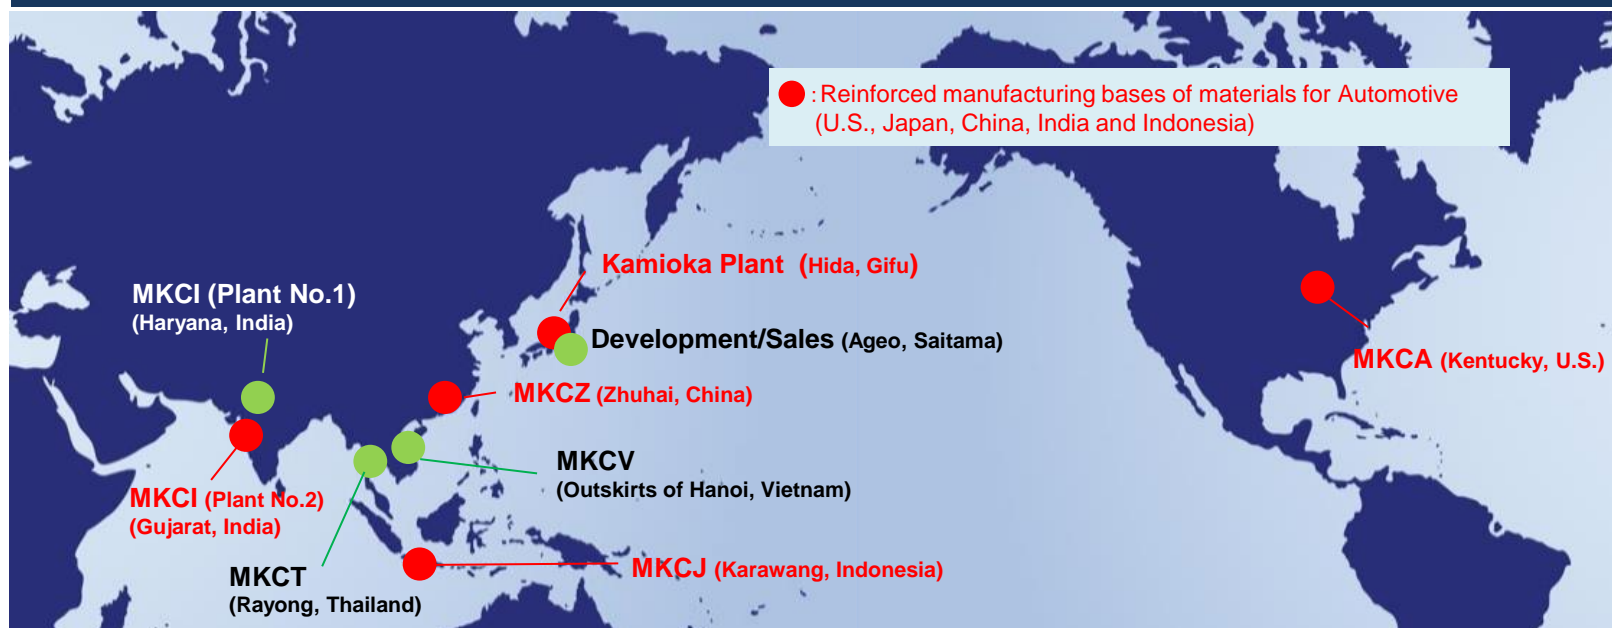 : Reinforced manufacturing bases of materials for Automotive
(U.S., Japan, China, India and Indonesia)
Kamioka Plant (Hida, Gifu)
MKCI (Plant No.1)
(Haryana, India)
Development/Sales (Ageo, Saitama)
MKCA (Kentucky, U.S.)
MKCZ (Zhuhai, China)
MKCV
(Outskirts of Hanoi, Vietnam)
MKCI (Plant No.2)
(Gujarat, India)
MKCJ (Karawang, Indonesia)
MKCT
(Rayong, Thailand)